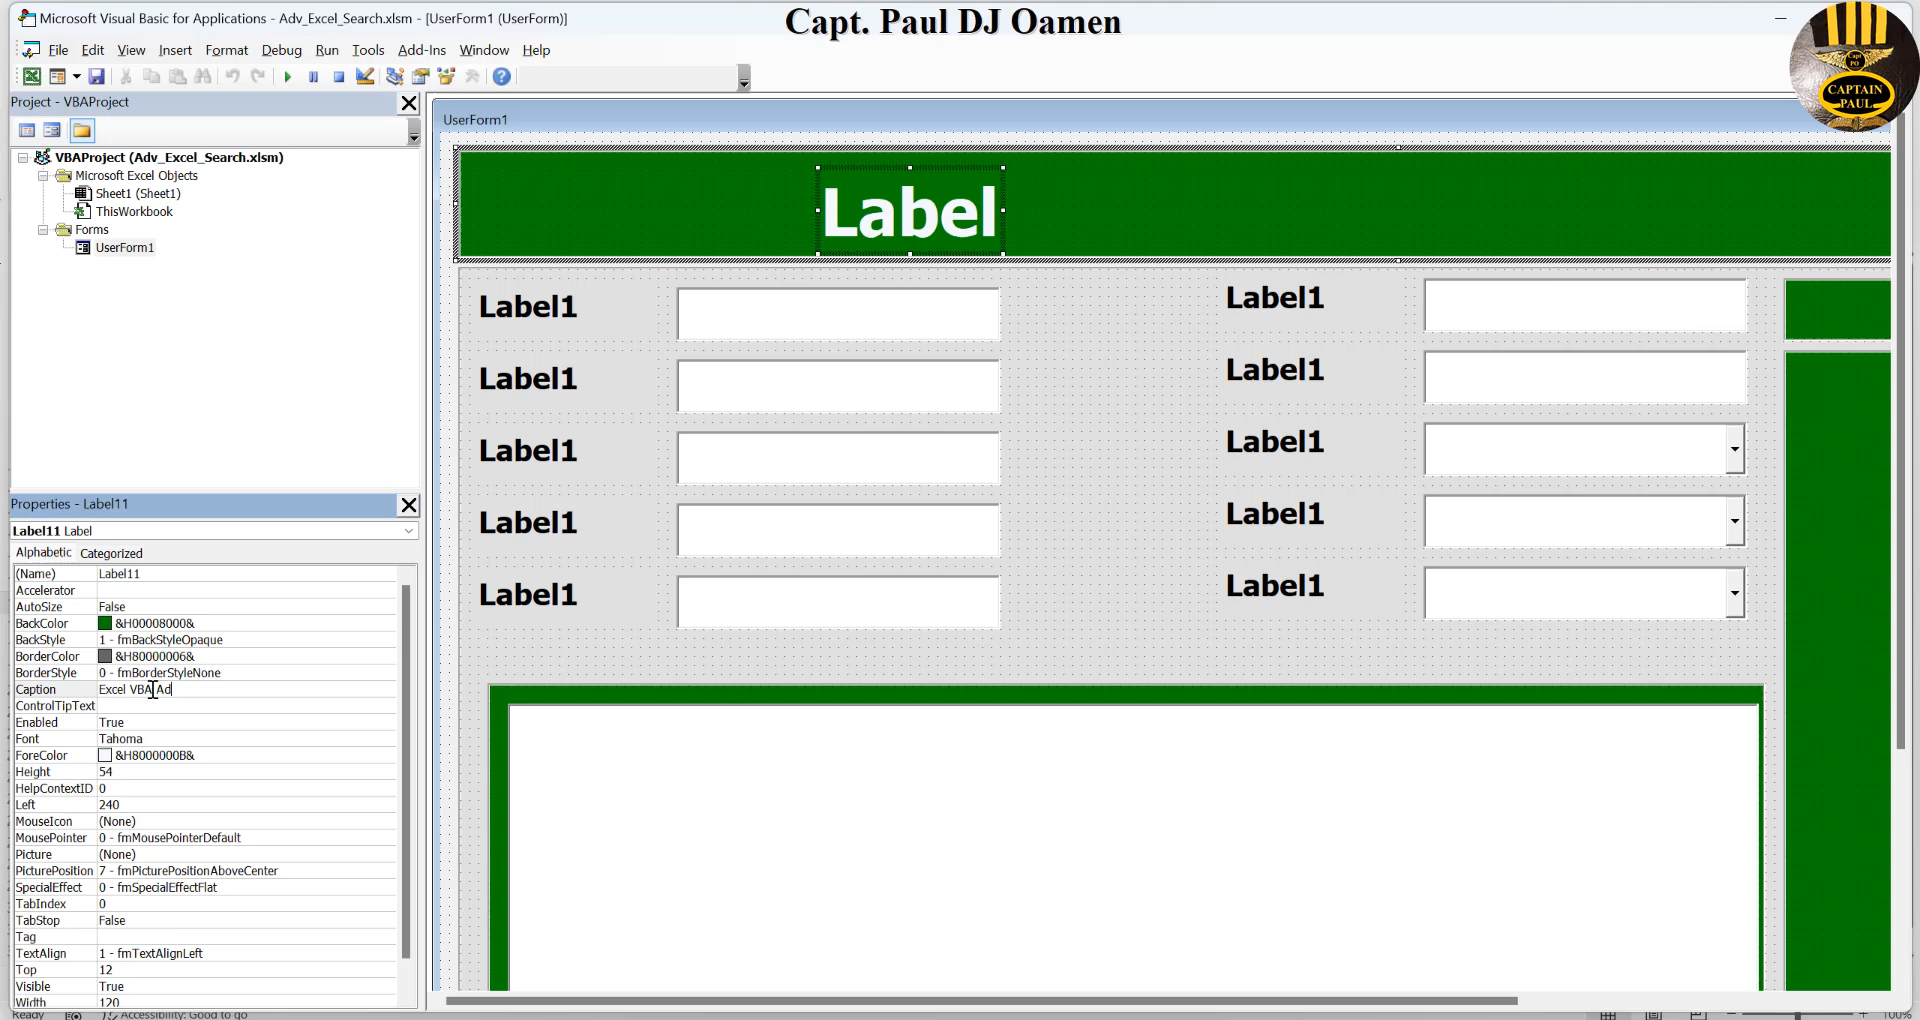 Microsoft Visual Basic for Applications - Adv_Excel_Search.xlsm - [UserForm1 (UserForm)]
Capt. Paul DJ Oamen
File Edit View Insert Format Debug Run Tools Add-Ins Window Help
CAPTAIN
PAUL
Project - VBAProject
VBAProject (Adv_Excel_Search.xlsm)
Microsoft Excel Objects
Sheet1 (Sheet1)
ThisWorkbook
Forms
UserForm1
Properties - Label11
Label11 Label
Alphabetic Categorized
(Name) Label11
Accelerator
AutoSize False
BackColor &H00008000&
BackStyle 1 - fmBackStyleOpaque
BorderColor &H80000006&
BorderStyle 0 - fmBorderStyleNone
Caption Excel VBA Ad
ControlTipText
Enabled True
Font Tahoma
ForeColor &H8000000B&
Height 54
HelpContextID 0
Left 240
MouseIcon (None)
MousePointer 0 - fmMousePointerDefault
Picture (None)
PicturePosition 7 - fmPicturePositionAboveCenter
SpecialEffect 0 - fmSpecialEffectFlat
TabIndex 0
TabStop False
Tag
TextAlign 1 - fmTextAlignLeft
Top 12
Visible True
Width 120
UserForm1
Label
Label1 Label1
Label1 Label1
Label1 Label1
Label1 Label1
Label1 Label1
Ready Accessibility: Good to go 100%